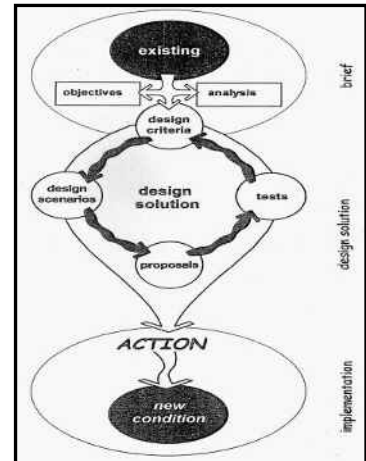 existing
objectives
analysis
design
criteria
design
scenarios
design
solution
tests
proposals
ACTION
new
condition
brief
design solution
implementation